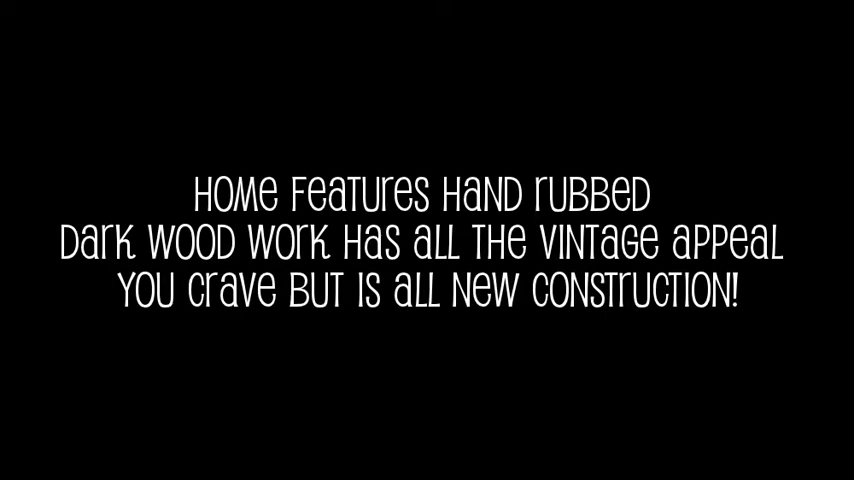 HOME FEATURES HAND RUBBED
DARK WOOD WORK HAS ALL THE VINTAGE APPEAL
YOU CRAVE BUT IS ALL NEW CONSTRUCTION!